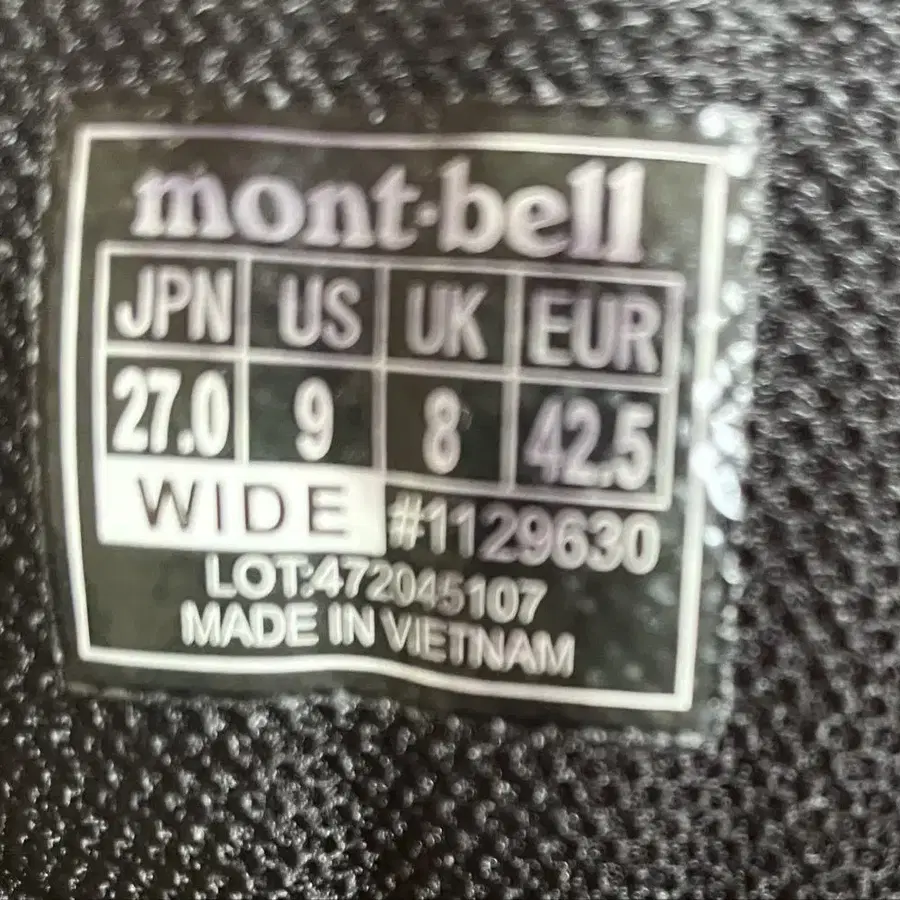 mont-bell
JPN US UK EUR
27.0 9 8 42.5
WIDE #1129630
LOT:472045107
MADE IN VIETNAM